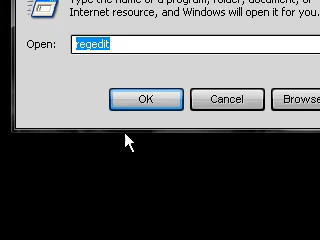 Type the name of a program, folder, document, or
Internet resource, and Windows will open it for you.
Open:
regedit
OK
Cancel
Browse